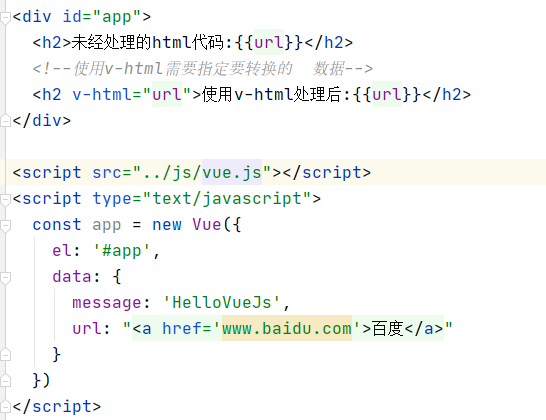 <div id="app">
<h2>未经处理的html代码:{{url}}</h2>
<!--使用v-html需要指定要转换的  数据-->
<h2 v-html="url">使用v-html处理后:{{url}}</h2>
</div>
<script src="../js/vue.js"></script>
<script type="text/javascript">
const app = new Vue({
el: '#app',
data: {
message: 'HelloVueJs',
url: "<a href='www.baidu.com'>百度</a>"
}
})
</script>